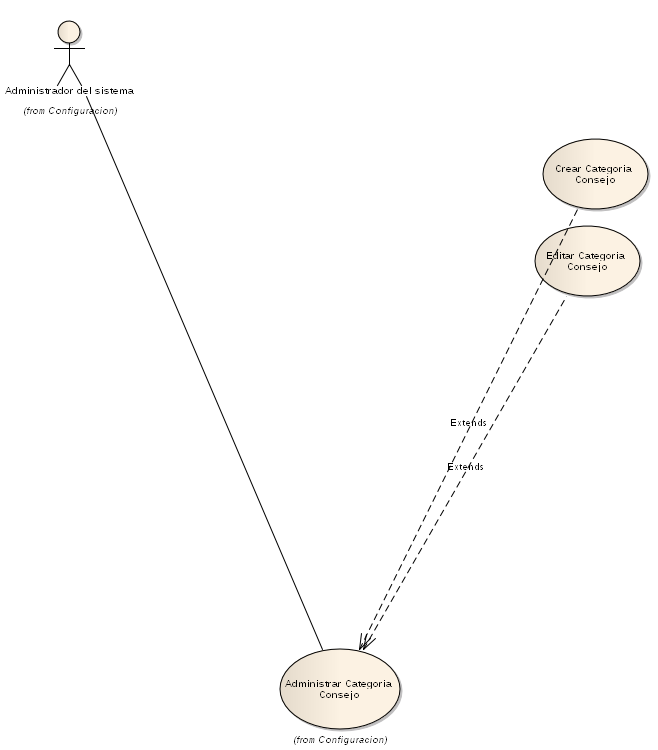 Administrador del sistema
(from Configuracion)
Crear Categoria
Consejo
Editar Categoria
Consejo
Extends
Extends
Administrar Categoria
Consejo
(from Configuracion)